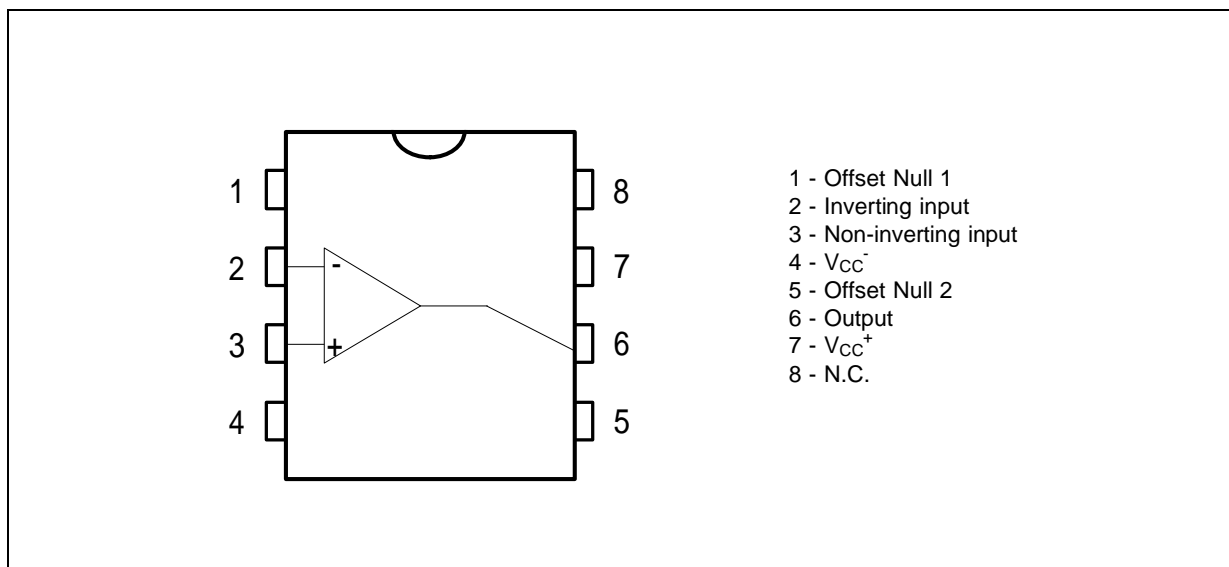 1
2
3
4
8
7
6
5
-
+
1 - Offset Null 1
2 - Inverting input
3 - Non-inverting input
4 - VCC-
5 - Offset Null 2
6 - Output
7 - VCC+
8 - N.C.